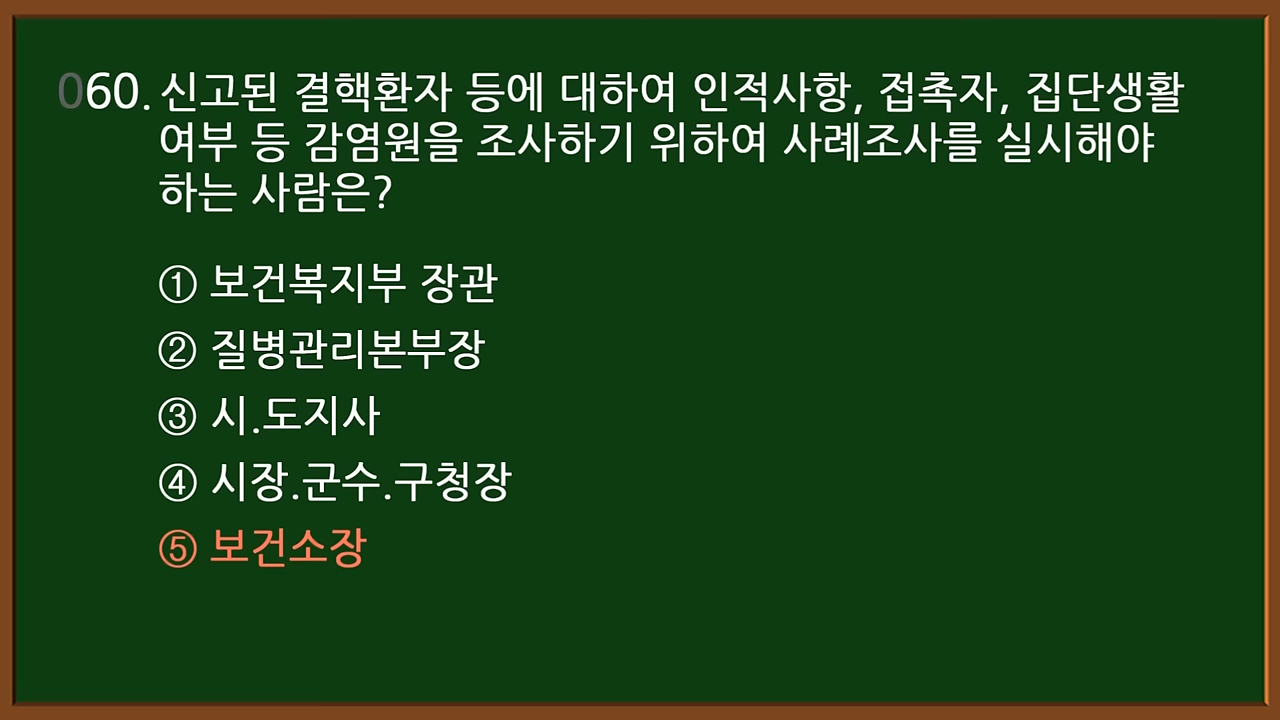 060. 신고된 결핵환자 등에 대하여 인적사항, 접촉자, 집단생활
여부 등 감염원을 조사하기 위하여 사례조사를 실시해야
하는 사람은?
① 보건복지부 장관
② 질병관리본부장
③ 시.도지사
④ 시장.군수.구청장
⑤ 보건소장